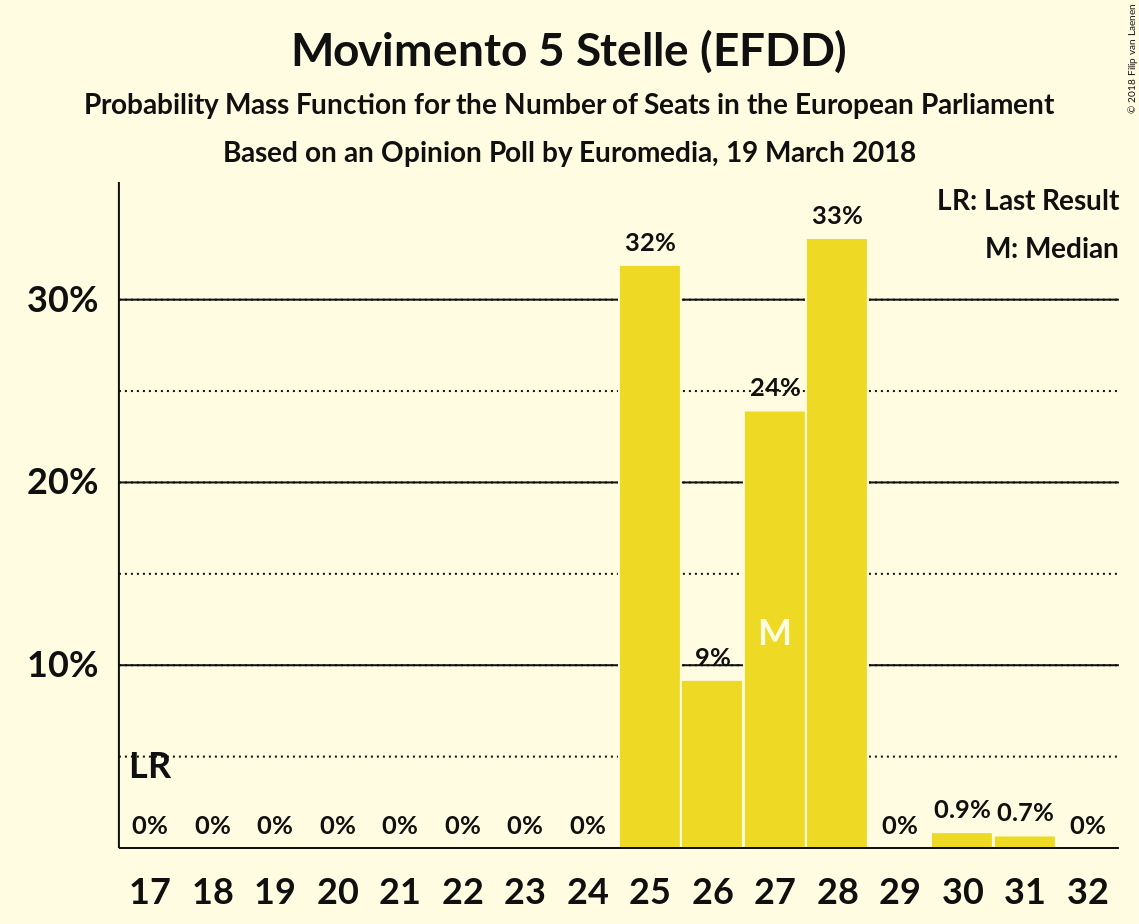 Movimento 5 Stelle (EFDD)
Probability Mass Function for the Number of Seats in the European Parliament
Based on an Opinion Poll by Euromedia, 19 March 2018
© 2018 Filip van Laenen
LR: Last Result
M: Median
33%
32%
30%
24%
20%
M
10%
9%
LR
0% 0% 0% 0% 0% 0% 0% 0% 0% 0.9% 0.7% 0%
17 18 19 20 21 22 23 24 25 26 27 28 29 30 31 32